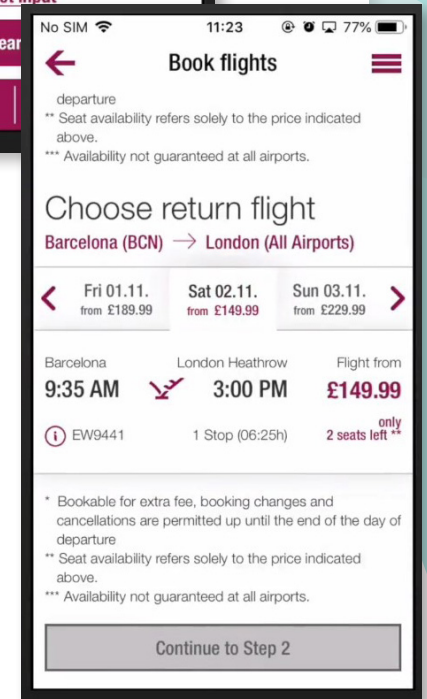 No SIM 11:23 77%
Book flights
departure
** Seat availability refers solely to the price indicated
above.
*** Availability not guaranteed at all airports.
Choose return flight
Barcelona (BCN) → London (All Airports)
Fri 01.11. Sat 02.11. Sun 03.11.
from £189.99 from £149.99 from £229.99
Barcelona London Heathrow Flight from
9:35 AM 3:00 PM £149.99
EW9441 1 Stop (06:25h) only
2 seats left **
* Bookable for extra fee, booking changes and
cancellations are permitted up until the end of the day of
departure
** Seat availability refers solely to the price indicated
above.
*** Availability not guaranteed at all airports.
Continue to Step 2